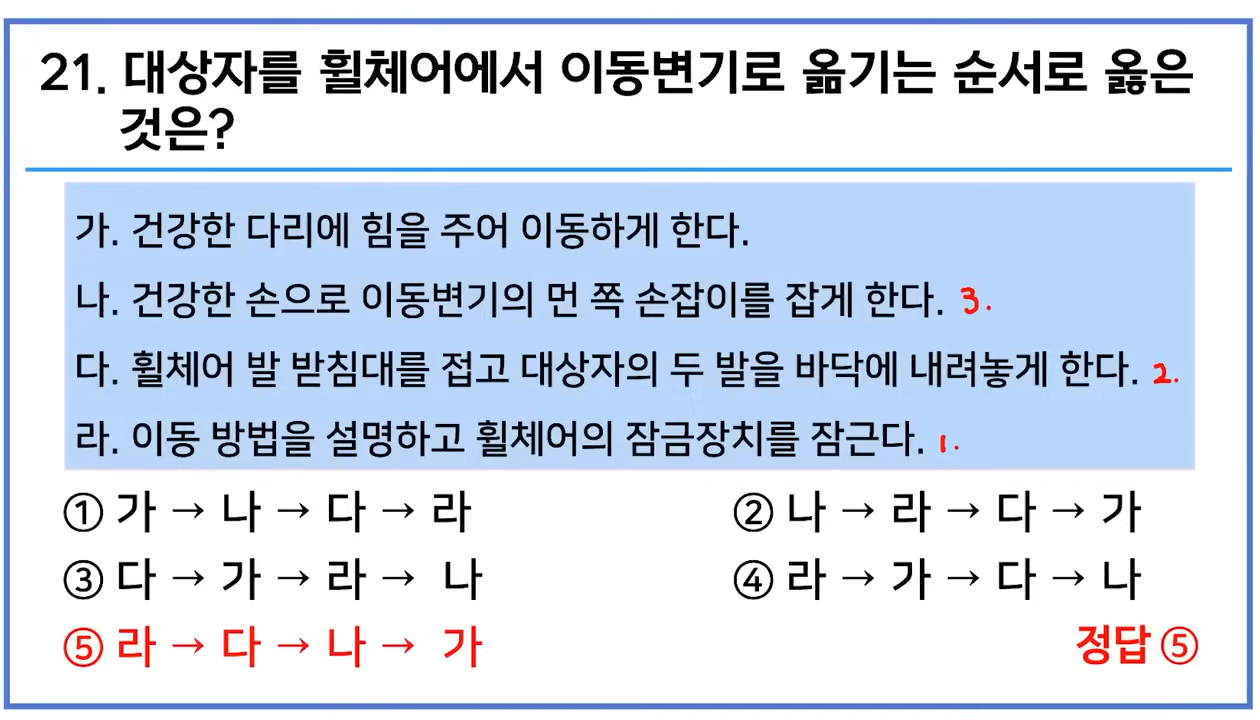 21. 대상자를 휠체어에서 이동변기로 옮기는 순서로 옳은
것은?
가. 건강한 다리에 힘을 주어 이동하게 한다.
나. 건강한 손으로 이동변기의 먼 쪽 손잡이를 잡게 한다. 3.
다. 휠체어 발 받침대를 접고 대상자의 두 발을 바닥에 내려놓게 한다. 2.
라. 이동 방법을 설명하고 휠체어의 잠금장치를 잠근다. 1.
① 가 → 나 → 다 → 라 ② 나 → 라 → 다 → 가
③ 다 → 가 → 라 → 나 ④ 라 → 가 → 다 → 나
⑤ 라 → 다 → 나 → 가 정답 ⑤